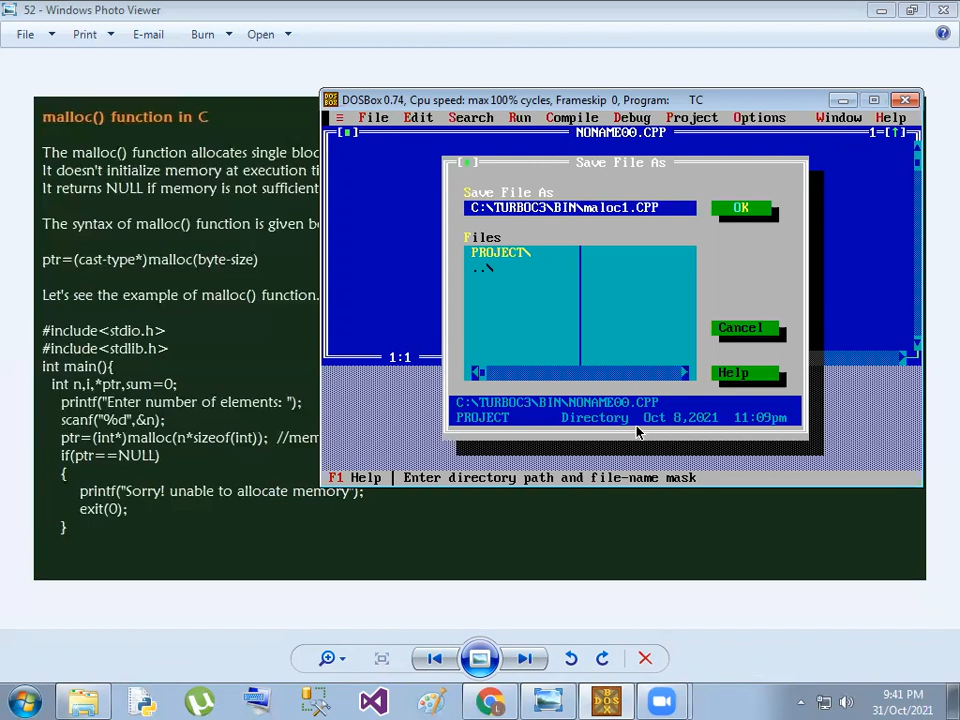 52 - Windows Photo Viewer
File Print E-mail Burn Open
malloc() function in C
The malloc() function allocates single bloc
It doesn't initialize memory at execution ti
It returns NULL if memory is not sufficient
The syntax of malloc() function is given be
ptr=(cast-type*)malloc(byte-size)
Let's see the example of malloc() function.
#include<stdio.h>
#include<stdlib.h>
int main(){
int n,i,*ptr,sum=0;
printf("Enter number of elements: ");
scanf("%d",&n);
ptr=(int*)malloc(n*sizeof(int)); //mem
if(ptr==NULL)
{
printf("Sorry! unable to allocate memory");
exit(0);
}
DOSBox 0.74, Cpu speed: max 100% cycles, Frameskip 0, Program: TC
≡ File Edit Search Run Compile Debug Project Options Window Help
[■] NONAME00.CPP 1=[↑]
[■] Save File As
Save File As
C:\TURBOC3\BIN\maloc1.CPP OK
Files
PROJECT\
..\
Cancel
1:1
Help
C:\TURBOC3\BIN\NONAME00.CPP
PROJECT Directory Oct 8,2021 11:09pm
F1 Help | Enter directory path and file-name mask
9:41 PM
31/Oct/2021